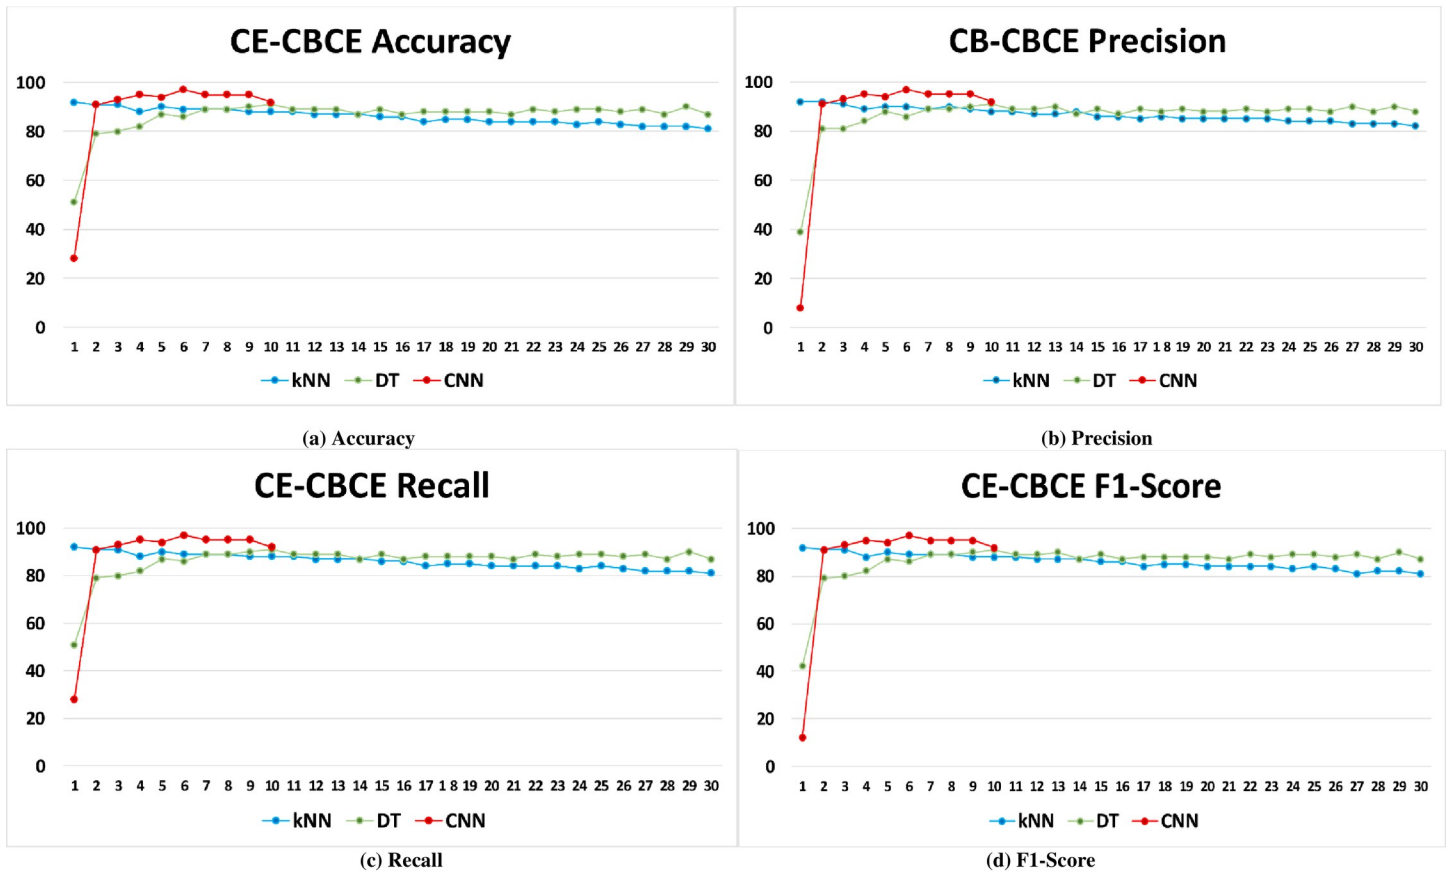 CE-CBCE Accuracy
100
80
60
40
20
0
1 2 3 4 5 6 7 8 9 10 11 12 13 14 15 16 17 18 19 20 21 22 23 24 25 26 27 28 29 30
kNN DT CNN
(a) Accuracy
CB-CBCE Precision
100
80
60
40
20
0
1 2 3 4 5 6 7 8 9 10 11 12 13 14 15 16 17 1 8 19 20 21 22 23 24 25 26 27 28 29 30
kNN DT CNN
(b) Precision
CE-CBCE Recall
100
80
60
40
20
0
1 2 3 4 5 6 7 8 9 10 11 12 13 14 15 16 17 1 8 19 20 21 22 23 24 25 26 27 28 29 30
kNN DT CNN
(c) Recall
CE-CBCE F1-Score
100
80
60
40
20
0
1 2 3 4 5 6 7 8 9 10 11 12 13 14 15 16 17 18 19 20 21 22 23 24 25 26 27 28 29 30
kNN DT CNN
(d) F1-Score